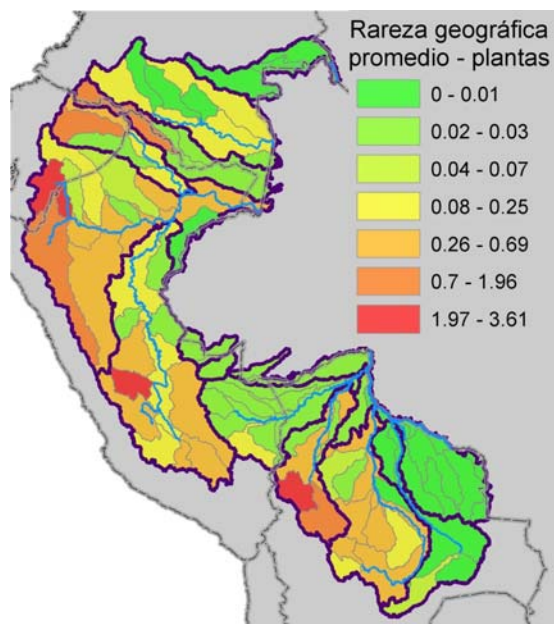 Rareza geográfica
promedio - plantas
0 - 0.01
0.02 - 0.03
0.04 - 0.07
0.08 - 0.25
0.26 - 0.69
0.7 - 1.96
1.97 - 3.61